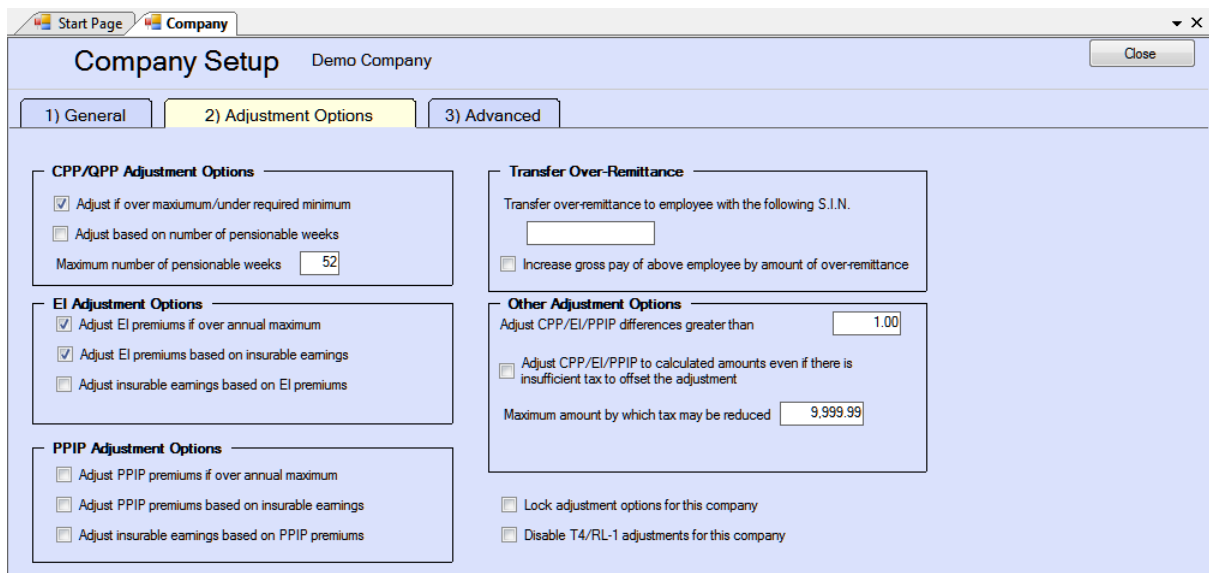 Start Page
Company
Company Setup
Demo Company
Close
1) General
2) Adjustment Options
3) Advanced
CPP/QPP Adjustment Options
Adjust if over maxiumum/under required minimum
Adjust based on number of pensionable weeks
Maximum number of pensionable weeks
52
EI Adjustment Options
Adjust EI premiums if over annual maximum
Adjust EI premiums based on insurable earnings
Adjust insurable earnings based on EI premiums
PPIP Adjustment Options
Adjust PPIP premiums if over annual maximum
Adjust PPIP premiums based on insurable earnings
Adjust insurable earnings based on PPIP premiums
Transfer Over-Remittance
Transfer over-remittance to employee with the following S.I.N.
Increase gross pay of above employee by amount of over-remittance
Other Adjustment Options
Adjust CPP/EI/PPIP differences greater than
1.00
Adjust CPP/EI/PPIP to calculated amounts even if there is
insufficient tax to offset the adjustment
Maximum amount by which tax may be reduced
9,999.99
Lock adjustment options for this company
Disable T4/RL-1 adjustments for this company